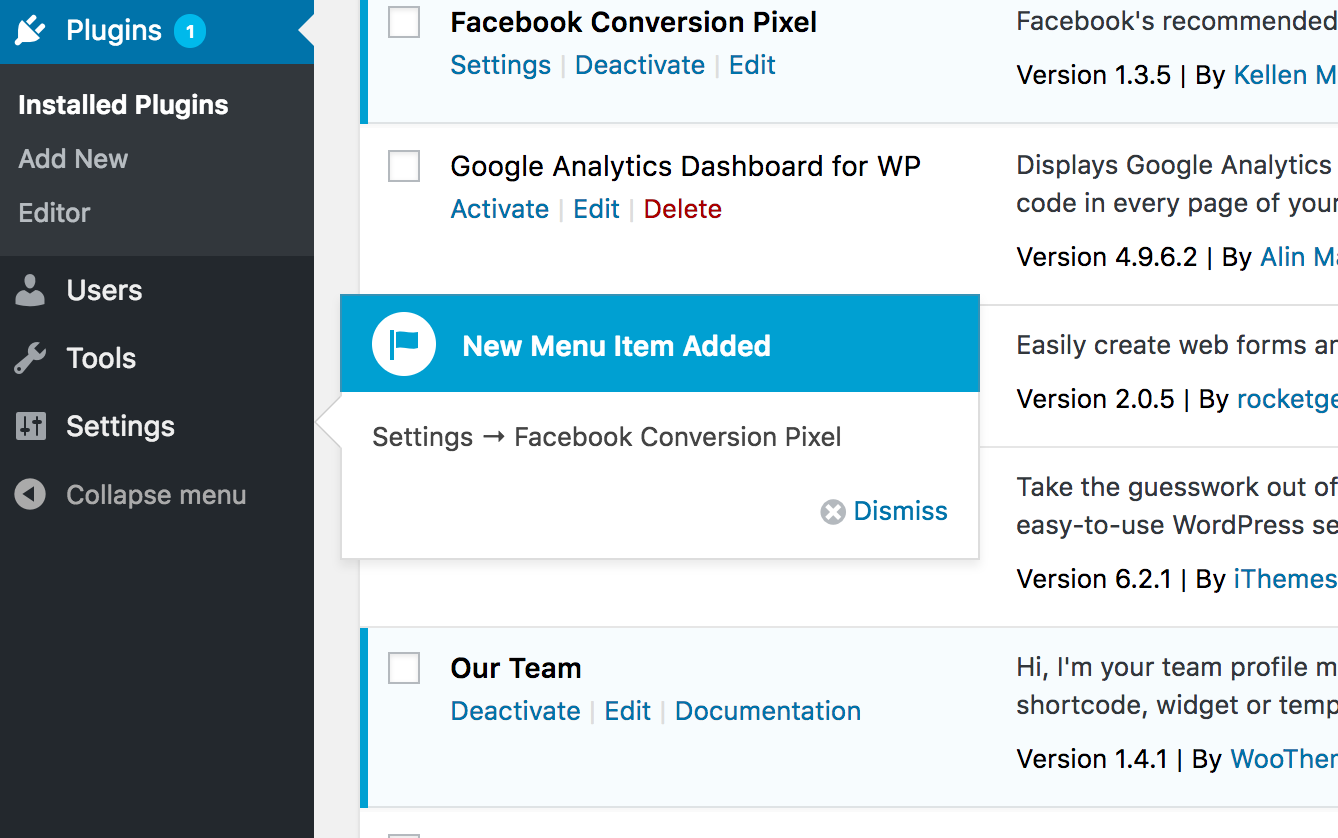 Plugins 1
Installed Plugins
Add New
Editor
Users
Tools
Settings
Collapse menu
Facebook Conversion Pixel
Settings | Deactivate | Edit
Facebook's recommended
Version 1.3.5 | By Kellen M
Google Analytics Dashboard for WP
Activate | Edit | Delete
Displays Google Analytics
code in every page of your
Version 4.9.6.2 | By Alin Ma
New Menu Item Added
Settings → Facebook Conversion Pixel
Dismiss
Easily create web forms an
Version 2.0.5 | By rocketge
Take the guesswork out of
easy-to-use WordPress se
Version 6.2.1 | By iThemes
Our Team
Deactivate | Edit | Documentation
Hi, I'm your team profile m
shortcode, widget or temp
Version 1.4.1 | By WooThem